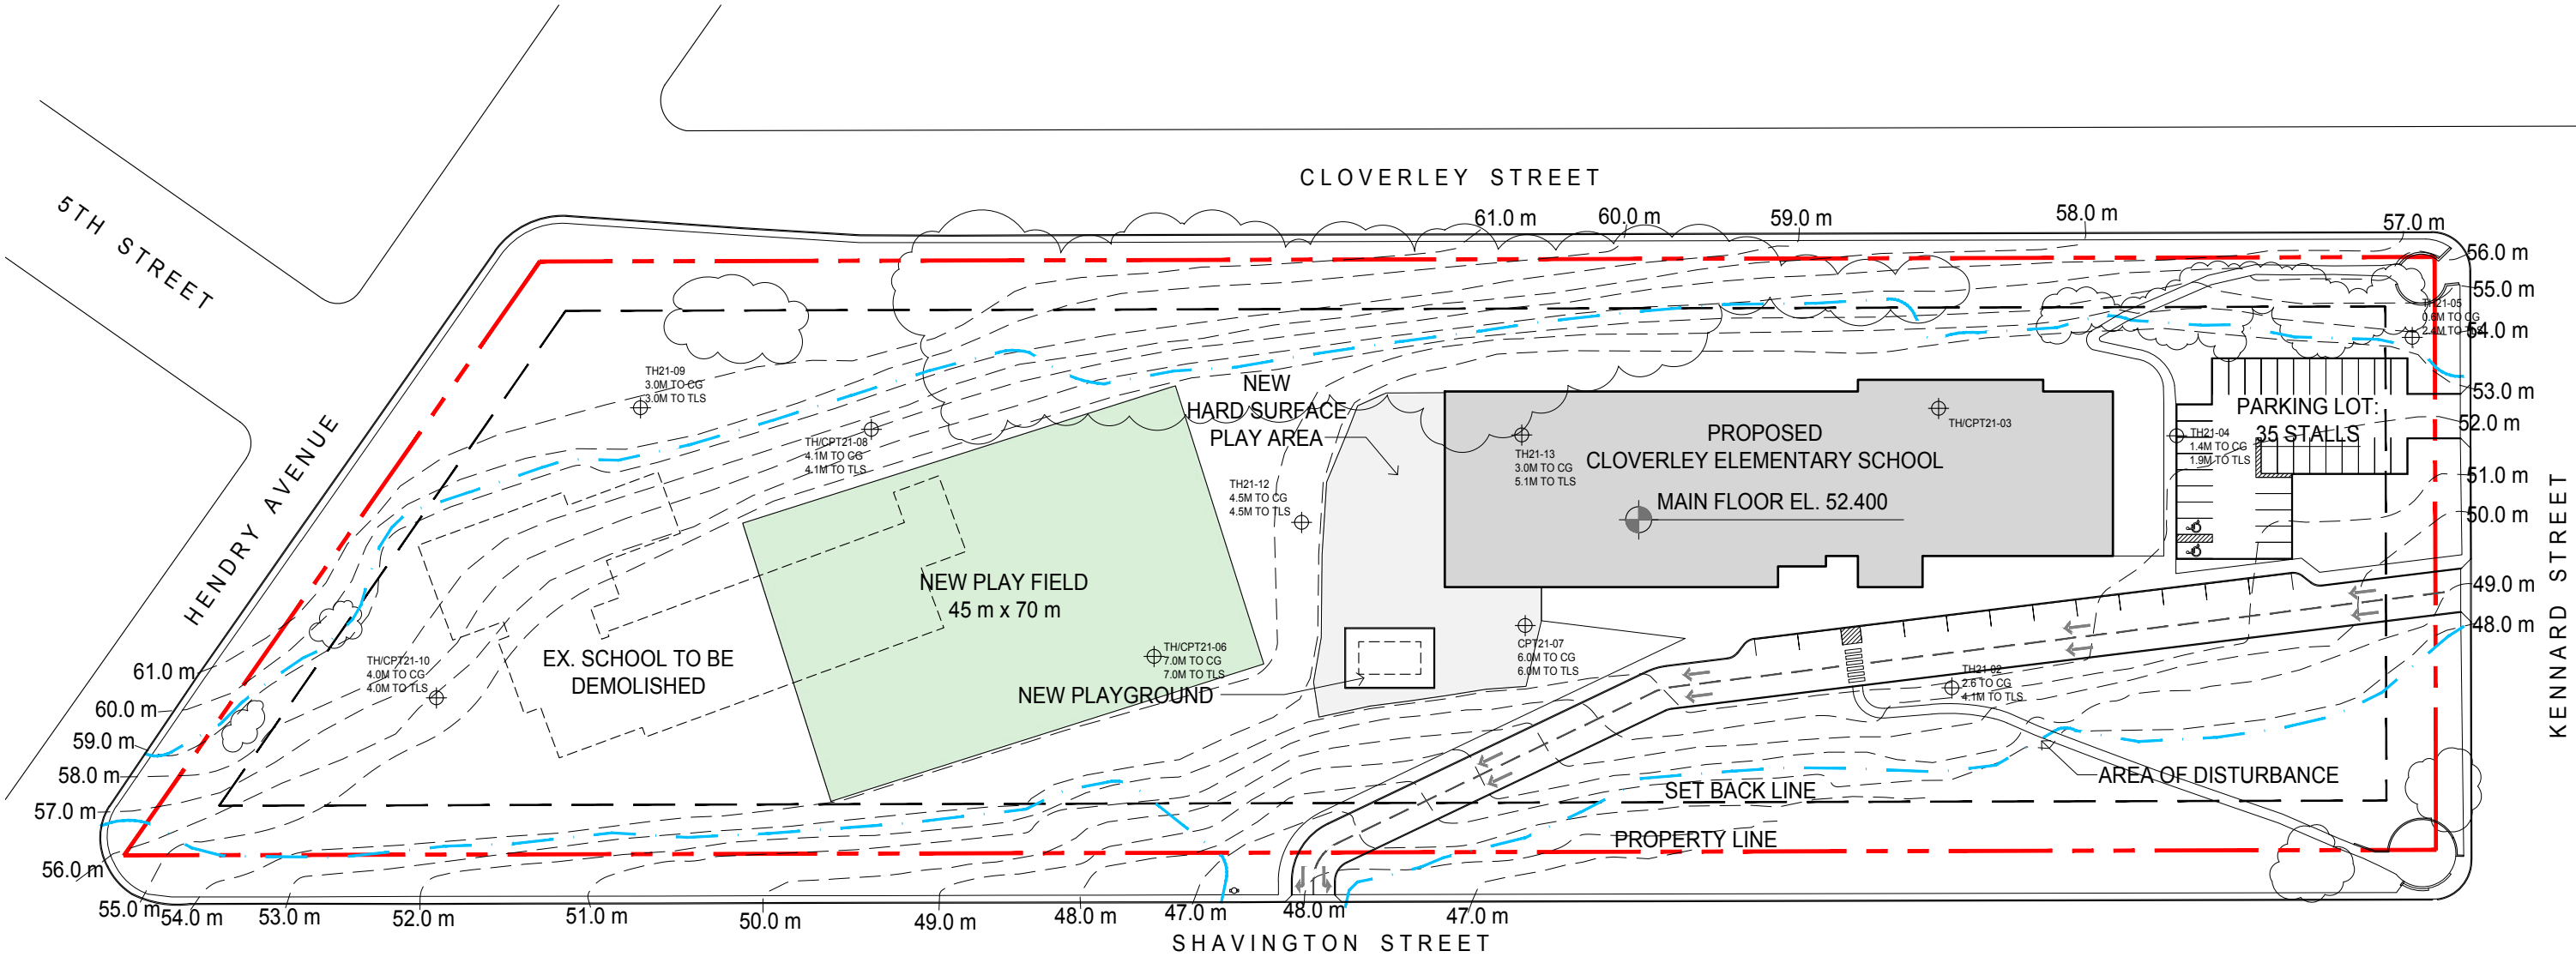 CLOVERLEY STREET
5TH STREET
HENDRY AVENUE
KENNARD STREET
SHAVINGTON STREET
61.0 m
60.0 m
59.0 m
58.0 m
57.0 m
56.0 m
55.0 m
54.0 m
53.0 m
52.0 m
51.0 m
50.0 m
49.0 m
48.0 m
TH21-05
0.6M TO CG
2.4M TO TLS
TH21-09
3.0M TO CG
3.0M TO TLS
TH/CPT21-08
4.1M TO CG
4.1M TO TLS
NEW
HARD SURFACE
PLAY AREA
TH21-12
4.5M TO CG
4.5M TO TLS
TH21-13
3.0M TO CG
5.1M TO TLS
PROPOSED
CLOVERLEY ELEMENTARY SCHOOL
MAIN FLOOR EL. 52.400
TH/CPT21-03
TH21-04
1.4M TO CG
1.9M TO TLS
PARKING LOT:
35 STALLS
NEW PLAY FIELD
45 m x 70 m
EX. SCHOOL TO BE
DEMOLISHED
TH/CPT21-10
4.0M TO CG
4.0M TO TLS
TH/CPT21-06
7.0M TO CG
7.0M TO TLS
NEW PLAYGROUND
CPT21-07
6.0M TO CG
6.0M TO TLS
TH21-02
2.6 TO CG
4.1M TO TLS
AREA OF DISTURBANCE
SET BACK LINE
PROPERTY LINE
61.0 m
60.0 m
59.0 m
58.0 m
57.0 m
56.0 m
55.0 m
54.0 m
53.0 m
52.0 m
51.0 m
50.0 m
49.0 m
48.0 m
47.0 m
48.0 m
47.0 m